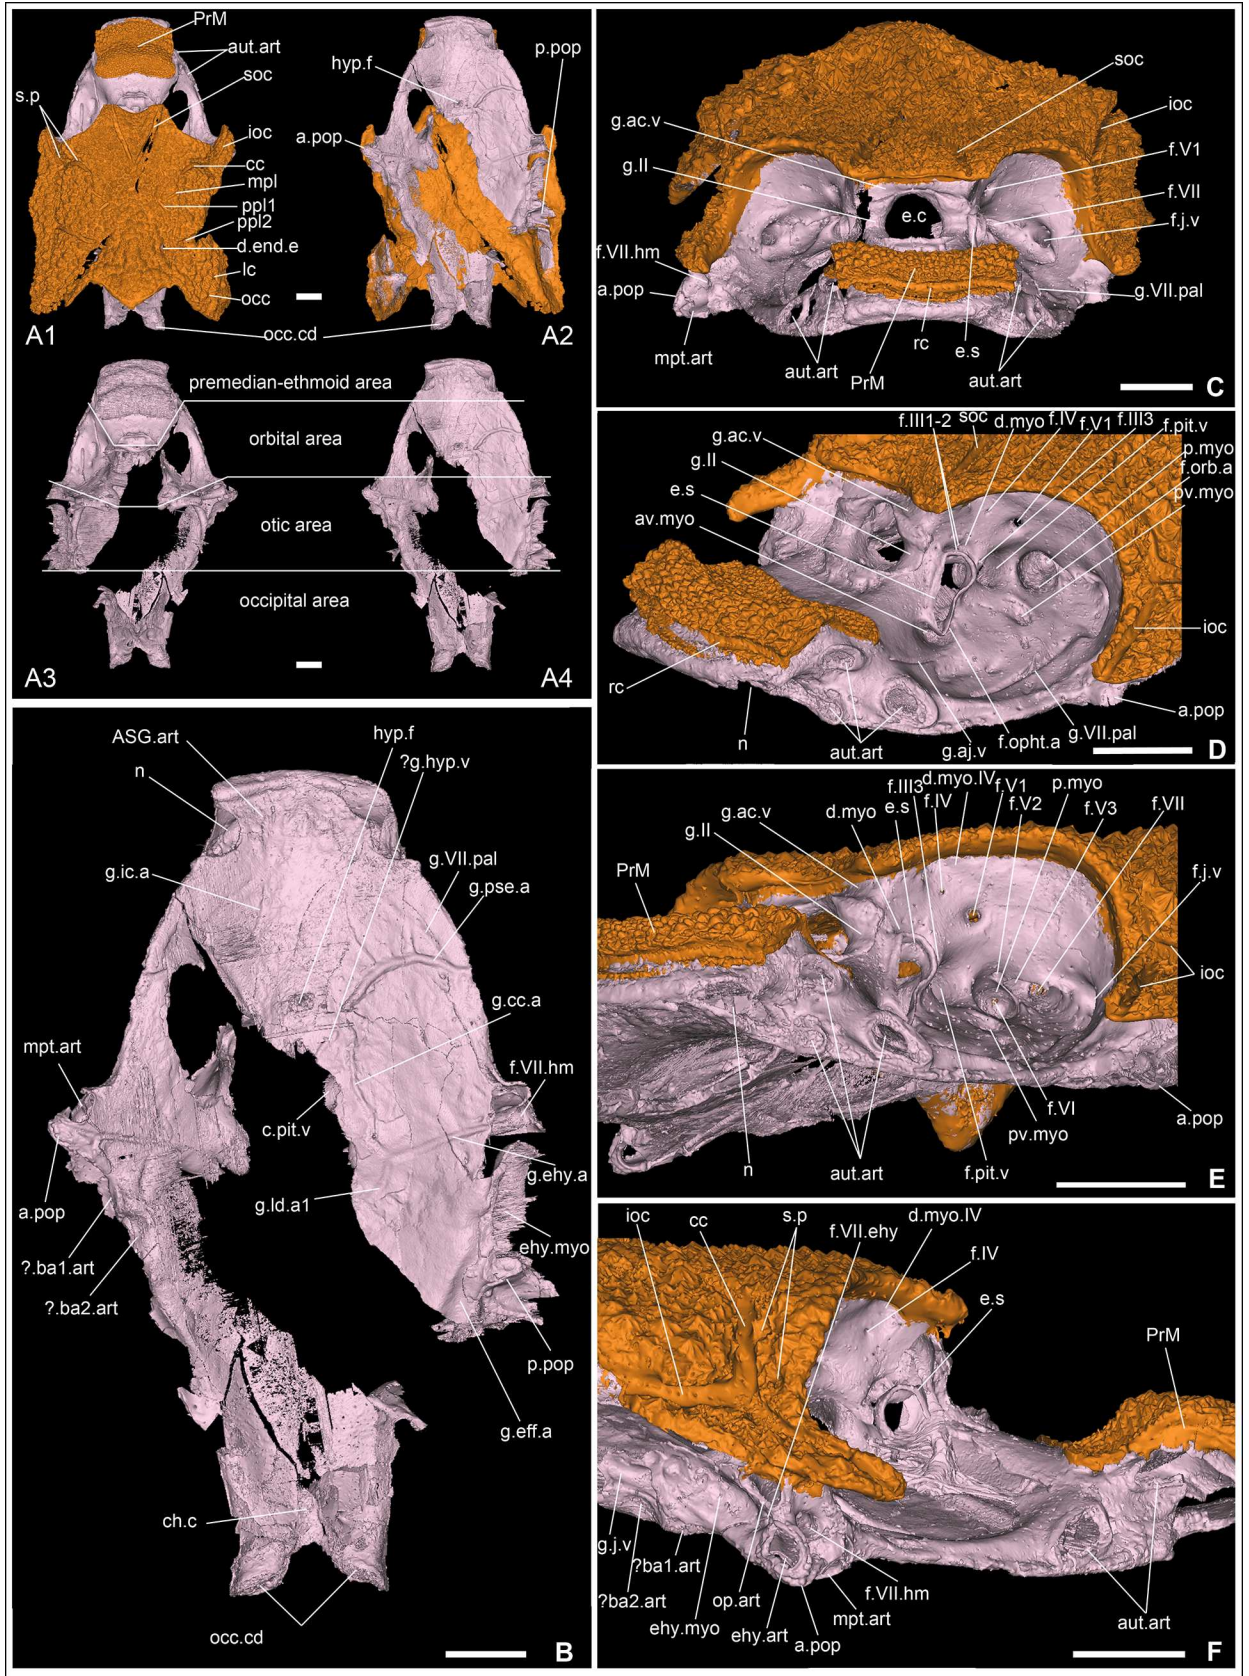 PrM
aut.art
soc
s.p
ioc
cc
mpl
ppl1
ppl2
d.end.e
lc
occ
occ.cd
A1
hyp.f
p.pop
a.pop
A2
premedian-ethmoid area
orbital area
otic area
occipital area
A3
A4
ASG.art
hyp.f
?g.hyp.v
n
g.ic.a
g.VII.pal
g.pse.a
g.cc.a
mpt.art
f.VII.hm
c.pit.v
a.pop
g.ehy.a
g.ld.a1
ehy.myo
?.ba1.art
?.ba2.art
p.pop
g.eff.a
ch.c
occ.cd
B
soc
ioc
g.ac.v
f.V1
g.II
f.VII
e.c
f.j.v
f.VII.hm
a.pop
g.VII.pal
mpt.art
rc
e.s
aut.art
PrM
aut.art
C
f.III1-2
soc
d.myo
f.IV
f.V1
f.III3
f.pit.v
g.ac.v
p.myo
g.II
f.orb.a
e.s
pv.myo
av.myo
ioc
rc
a.pop
n
aut.art
g.aj.v
f.opht.a
g.VII.pal
D
d.myo.IV
f.III3
f.V1
p.myo
e.s
f.IV
f.V2
f.V3
f.VII
d.myo
g.ac.v
g.II
PrM
f.j.v
ioc
f.VI
a.pop
pv.myo
n
aut.art
f.pit.v
E
ioc
cc
s.p
f.VII.ehy
d.myo.IV
f.IV
e.s
PrM
g.j.v
?ba1.art
?ba2.art
op.art
f.VII.hm
ehy.myo
ehy.art
mpt.art
a.pop
aut.art
F